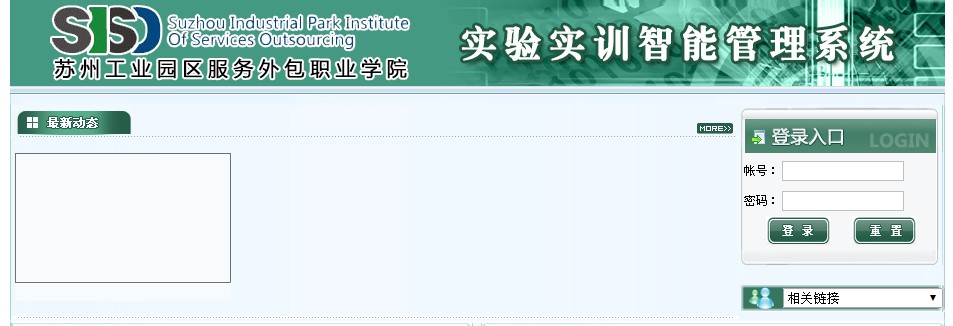 SISO
Suzhou Industrial Park Institute
Of Services Outsourcing
苏州工业园区服务外包职业学院
实验实训智能管理系统
最新动态
MORE>>
登录入口
LOGIN
帐号：
密码：
登 录
重 置
相关链接